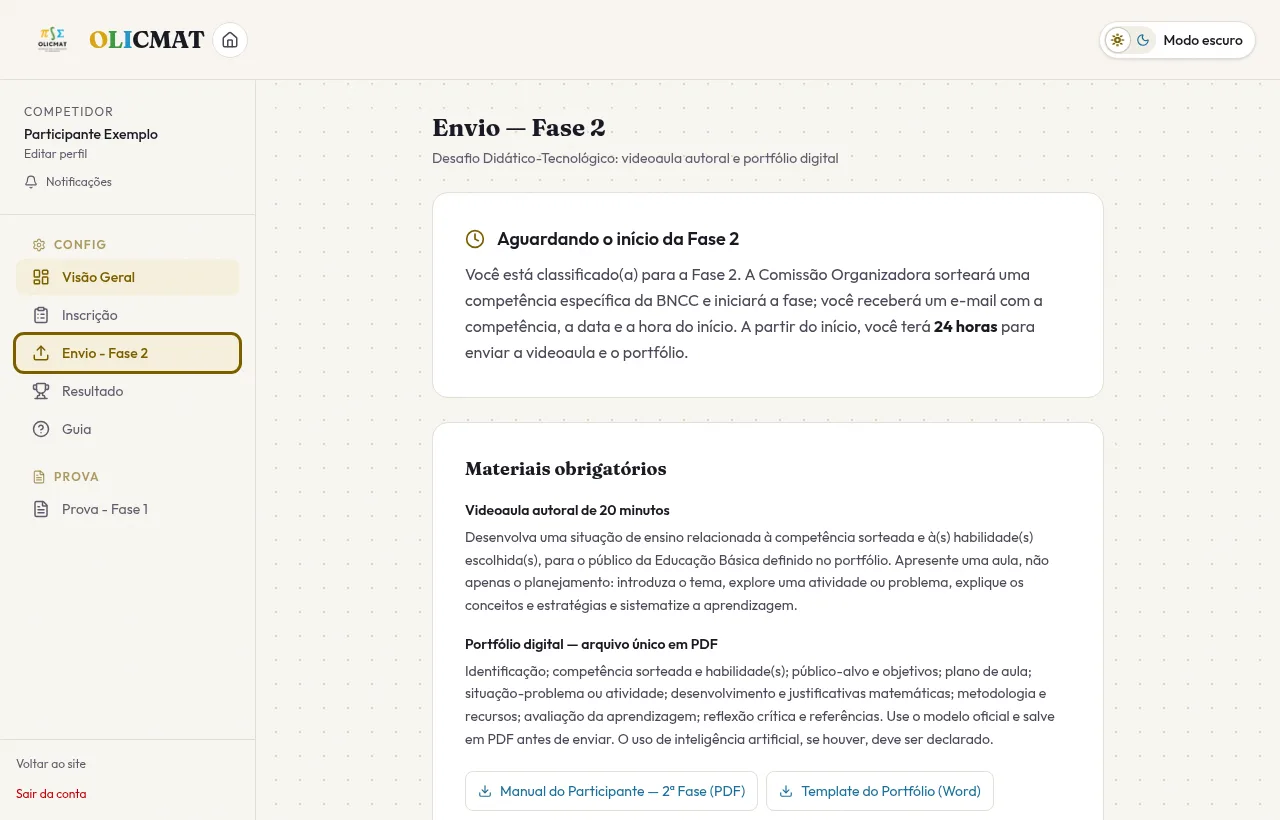 OLICMAT
OLICMAT
Modo escuro
COMPETIDOR
Participante Exemplo
Editar perfil
Notificações
CONFIG
Visão Geral
Inscrição
Envio - Fase 2
Resultado
Guia
PROVA
Prova - Fase 1
Voltar ao site
Sair da conta
Envio — Fase 2
Desafio Didático-Tecnológico: videoaula autoral e portfólio digital
Aguardando o início da Fase 2
Você está classificado(a) para a Fase 2. A Comissão Organizadora sorteará uma
competência específica da BNCC e iniciará a fase; você receberá um e-mail com a
competência, a data e a hora do início. A partir do início, você terá 24 horas para
enviar a videoaula e o portfólio.
Materiais obrigatórios
Videoaula autoral de 20 minutos
Desenvolva uma situação de ensino relacionada à competência sorteada e à(s) habilidade(s)
escolhida(s), para o público da Educação Básica definido no portfólio. Apresente uma aula, não
apenas o planejamento: introduza o tema, explore uma atividade ou problema, explique os
conceitos e estratégias e sistematize a aprendizagem.
Portfólio digital — arquivo único em PDF
Identificação; competência sorteada e habilidade(s); público-alvo e objetivos; plano de aula;
situação-problema ou atividade; desenvolvimento e justificativas matemáticas; metodologia e
recursos; avaliação da aprendizagem; reflexão crítica e referências. Use o modelo oficial e salve
em PDF antes de enviar. O uso de inteligência artificial, se houver, deve ser declarado.
Manual do Participante — 2ª Fase (PDF)
Template do Portfólio (Word)